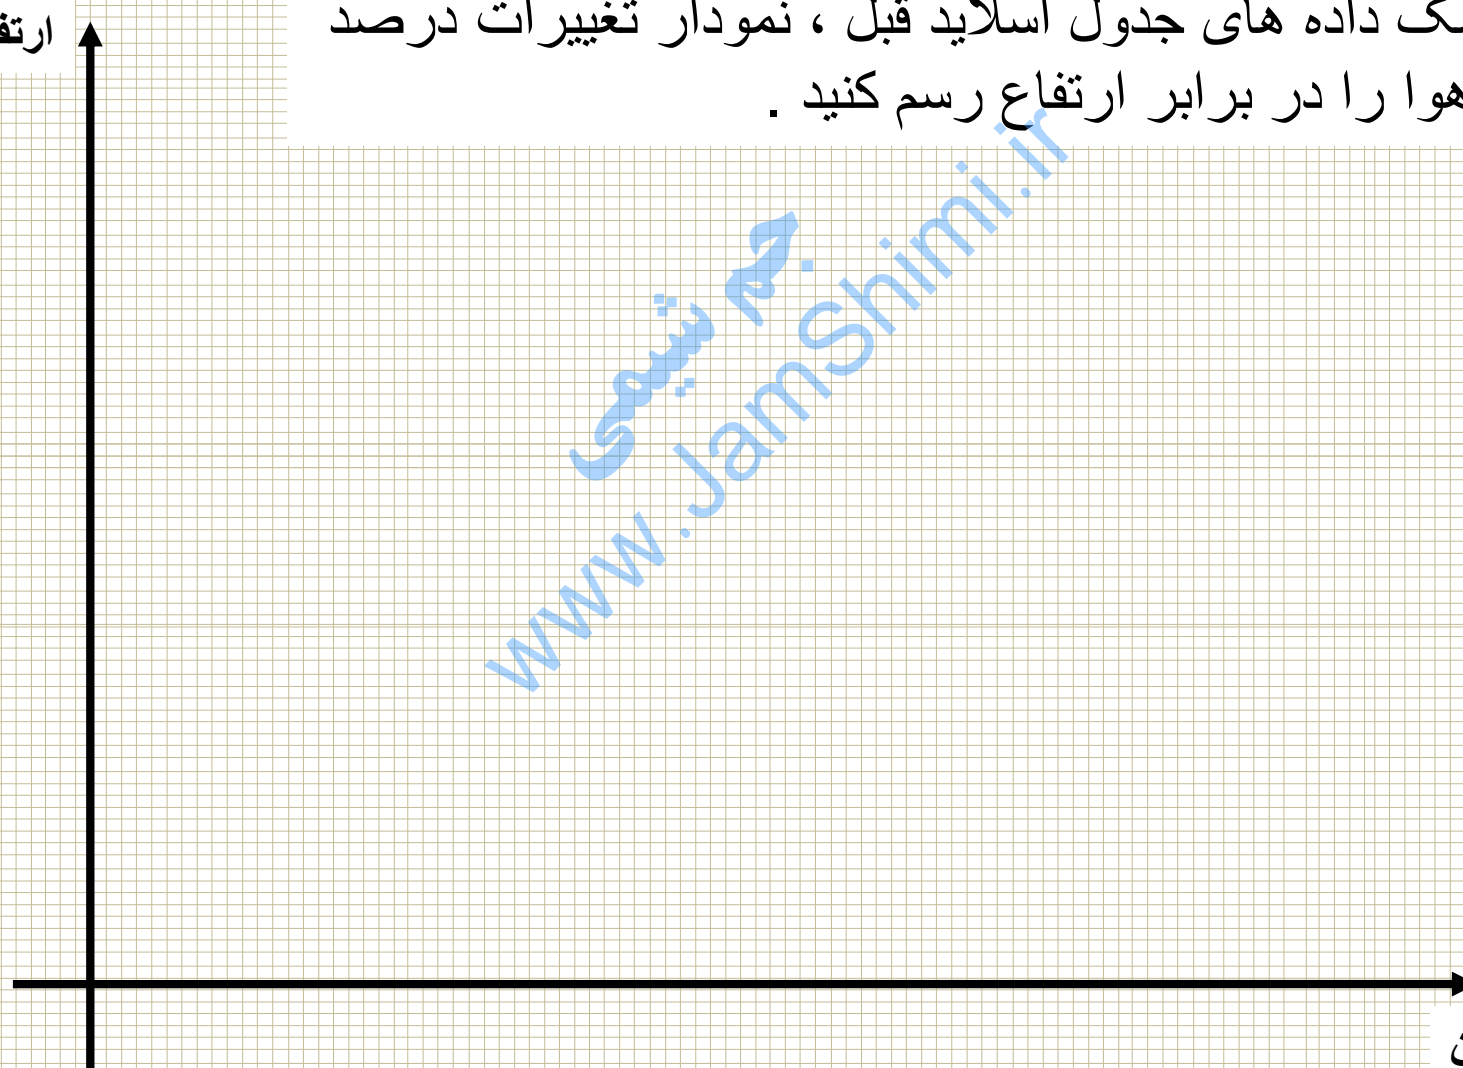 داده های جدول اسلاید قبل ، نمودار تغییرات درصد
هوا را در برابر ارتفاع رسم کنید .
جم شیمی
www.JamShimi.ir